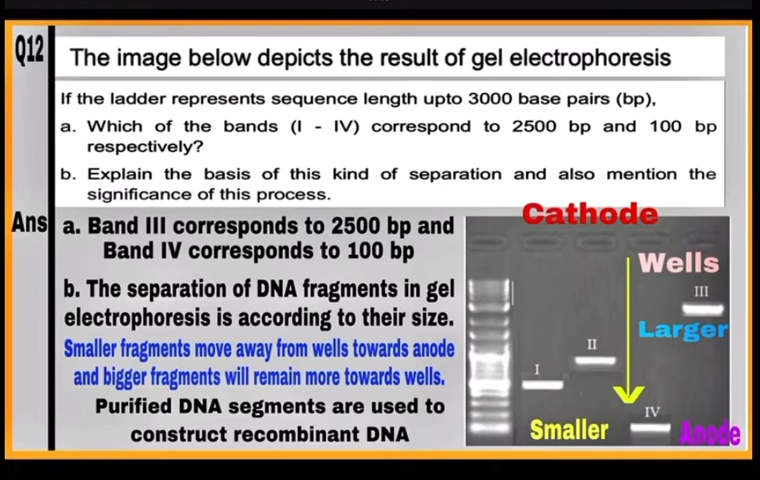 Q12
The image below depicts the result of gel electrophoresis
If the ladder represents sequence length upto 3000 base pairs (bp),
a. Which of the bands (I - IV) correspond to 2500 bp and 100 bp
respectively?
b. Explain the basis of this kind of separation and also mention the
significance of this process.
Ans
a. Band III corresponds to 2500 bp and
Band IV corresponds to 100 bp
b. The separation of DNA fragments in gel
electrophoresis is according to their size.
Smaller fragments move away from wells towards anode
and bigger fragments will remain more towards wells.
Purified DNA segments are used to
construct recombinant DNA
Cathode
Wells
III
Larger
II
I
IV
Smaller
Anode